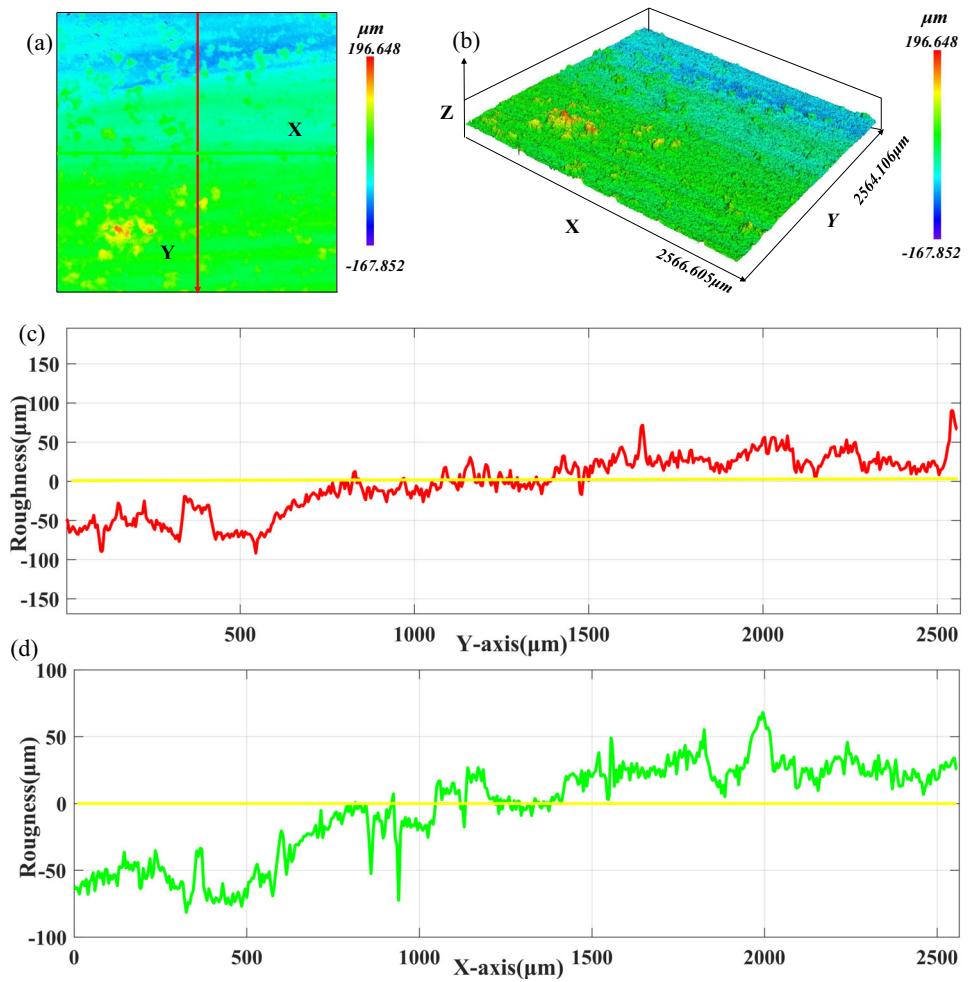 (a)
µm
196.648
X
Y
-167.852
(b)
µm
196.648
Z
X
Y
2566.605µm
2564.106µm
-167.852
(c)
Roughness(µm)
150
100
50
0
-50
-100
-150
500
1000
1500
2000
2500
Y-axis(µm)
(d)
Rougness(µm)
100
50
0
-50
-100
0
500
1000
1500
2000
2500
X-axis(µm)